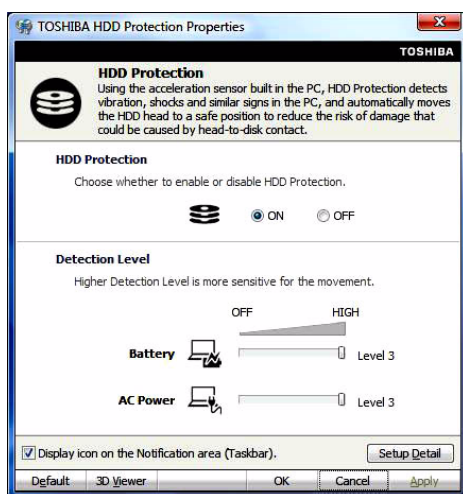 TOSHIBA HDD Protection Properties
TOSHIBA
HDD Protection
Using the acceleration sensor built in the PC, HDD Protection detects
vibration, shocks and similar signs in the PC, and automatically moves
the HDD head to a safe position to reduce the risk of damage that
could be caused by head-to-disk contact.
HDD Protection
Choose whether to enable or disable HDD Protection.
ON OFF
Detection Level
Higher Detection Level is more sensitive for the movement.
OFF HIGH
Battery Level 3
AC Power Level 3
Display icon on the Notification area (Taskbar). Setup Detail
Default 3D Viewer OK Cancel Apply